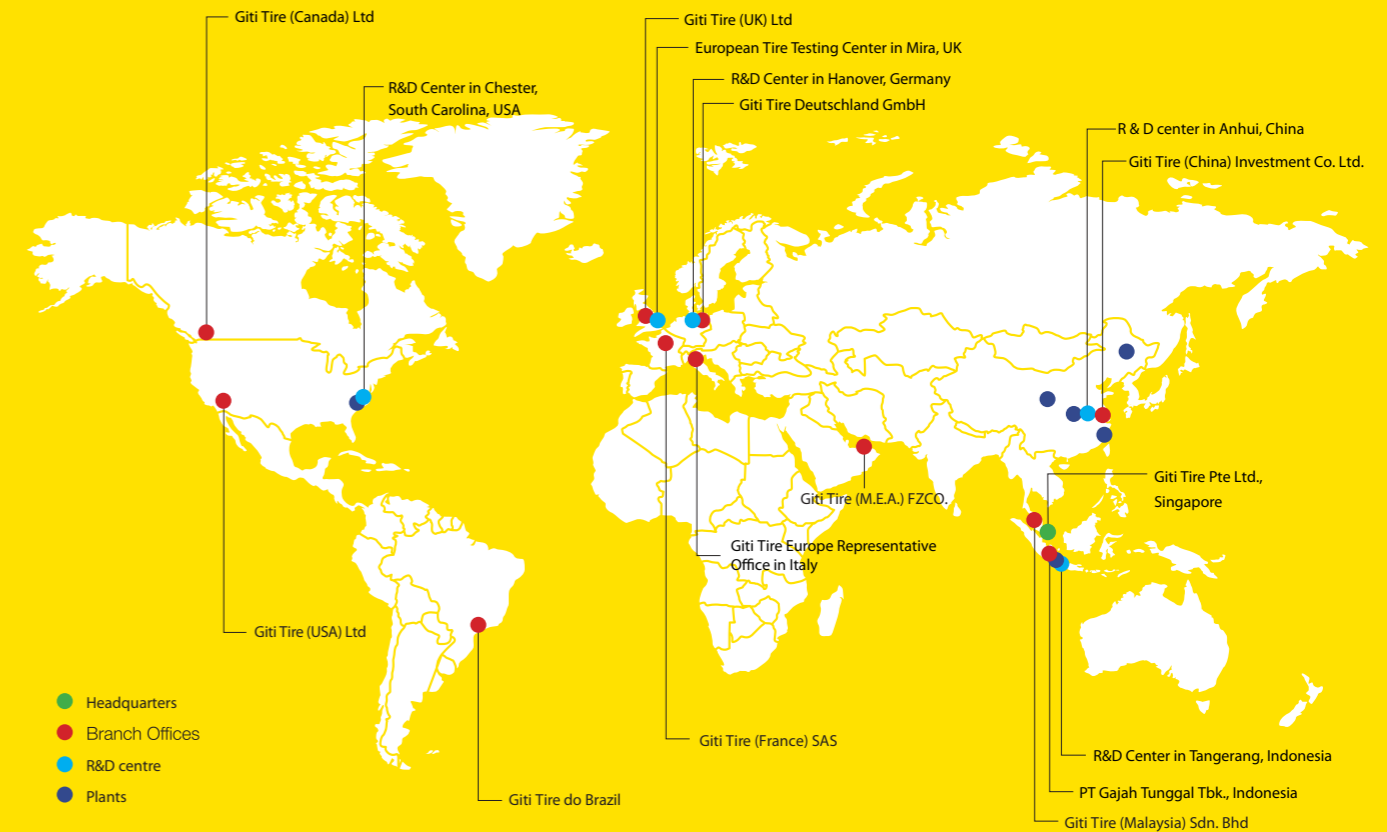 Giti Tire (Canada) Ltd
Giti Tire (UK) Ltd
European Tire Testing Center in Mira, UK
R&D Center in Hanover, Germany
Giti Tire Deutschland GmbH
R&D Center in Chester,
South Carolina, USA
R & D center in Anhui, China
Giti Tire (China) Investment Co. Ltd.
Giti Tire Pte Ltd.,
Singapore
Giti Tire (M.E.A.) FZCO.
Giti Tire Europe Representative
Office in Italy
Giti Tire (USA) Ltd
Headquarters
Branch Offices
R&D centre
Plants
Giti Tire (France) SAS
Giti Tire do Brazil
R&D Center in Tangerang, Indonesia
PT Gajah Tunggal Tbk., Indonesia
Giti Tire (Malaysia) Sdn. Bhd